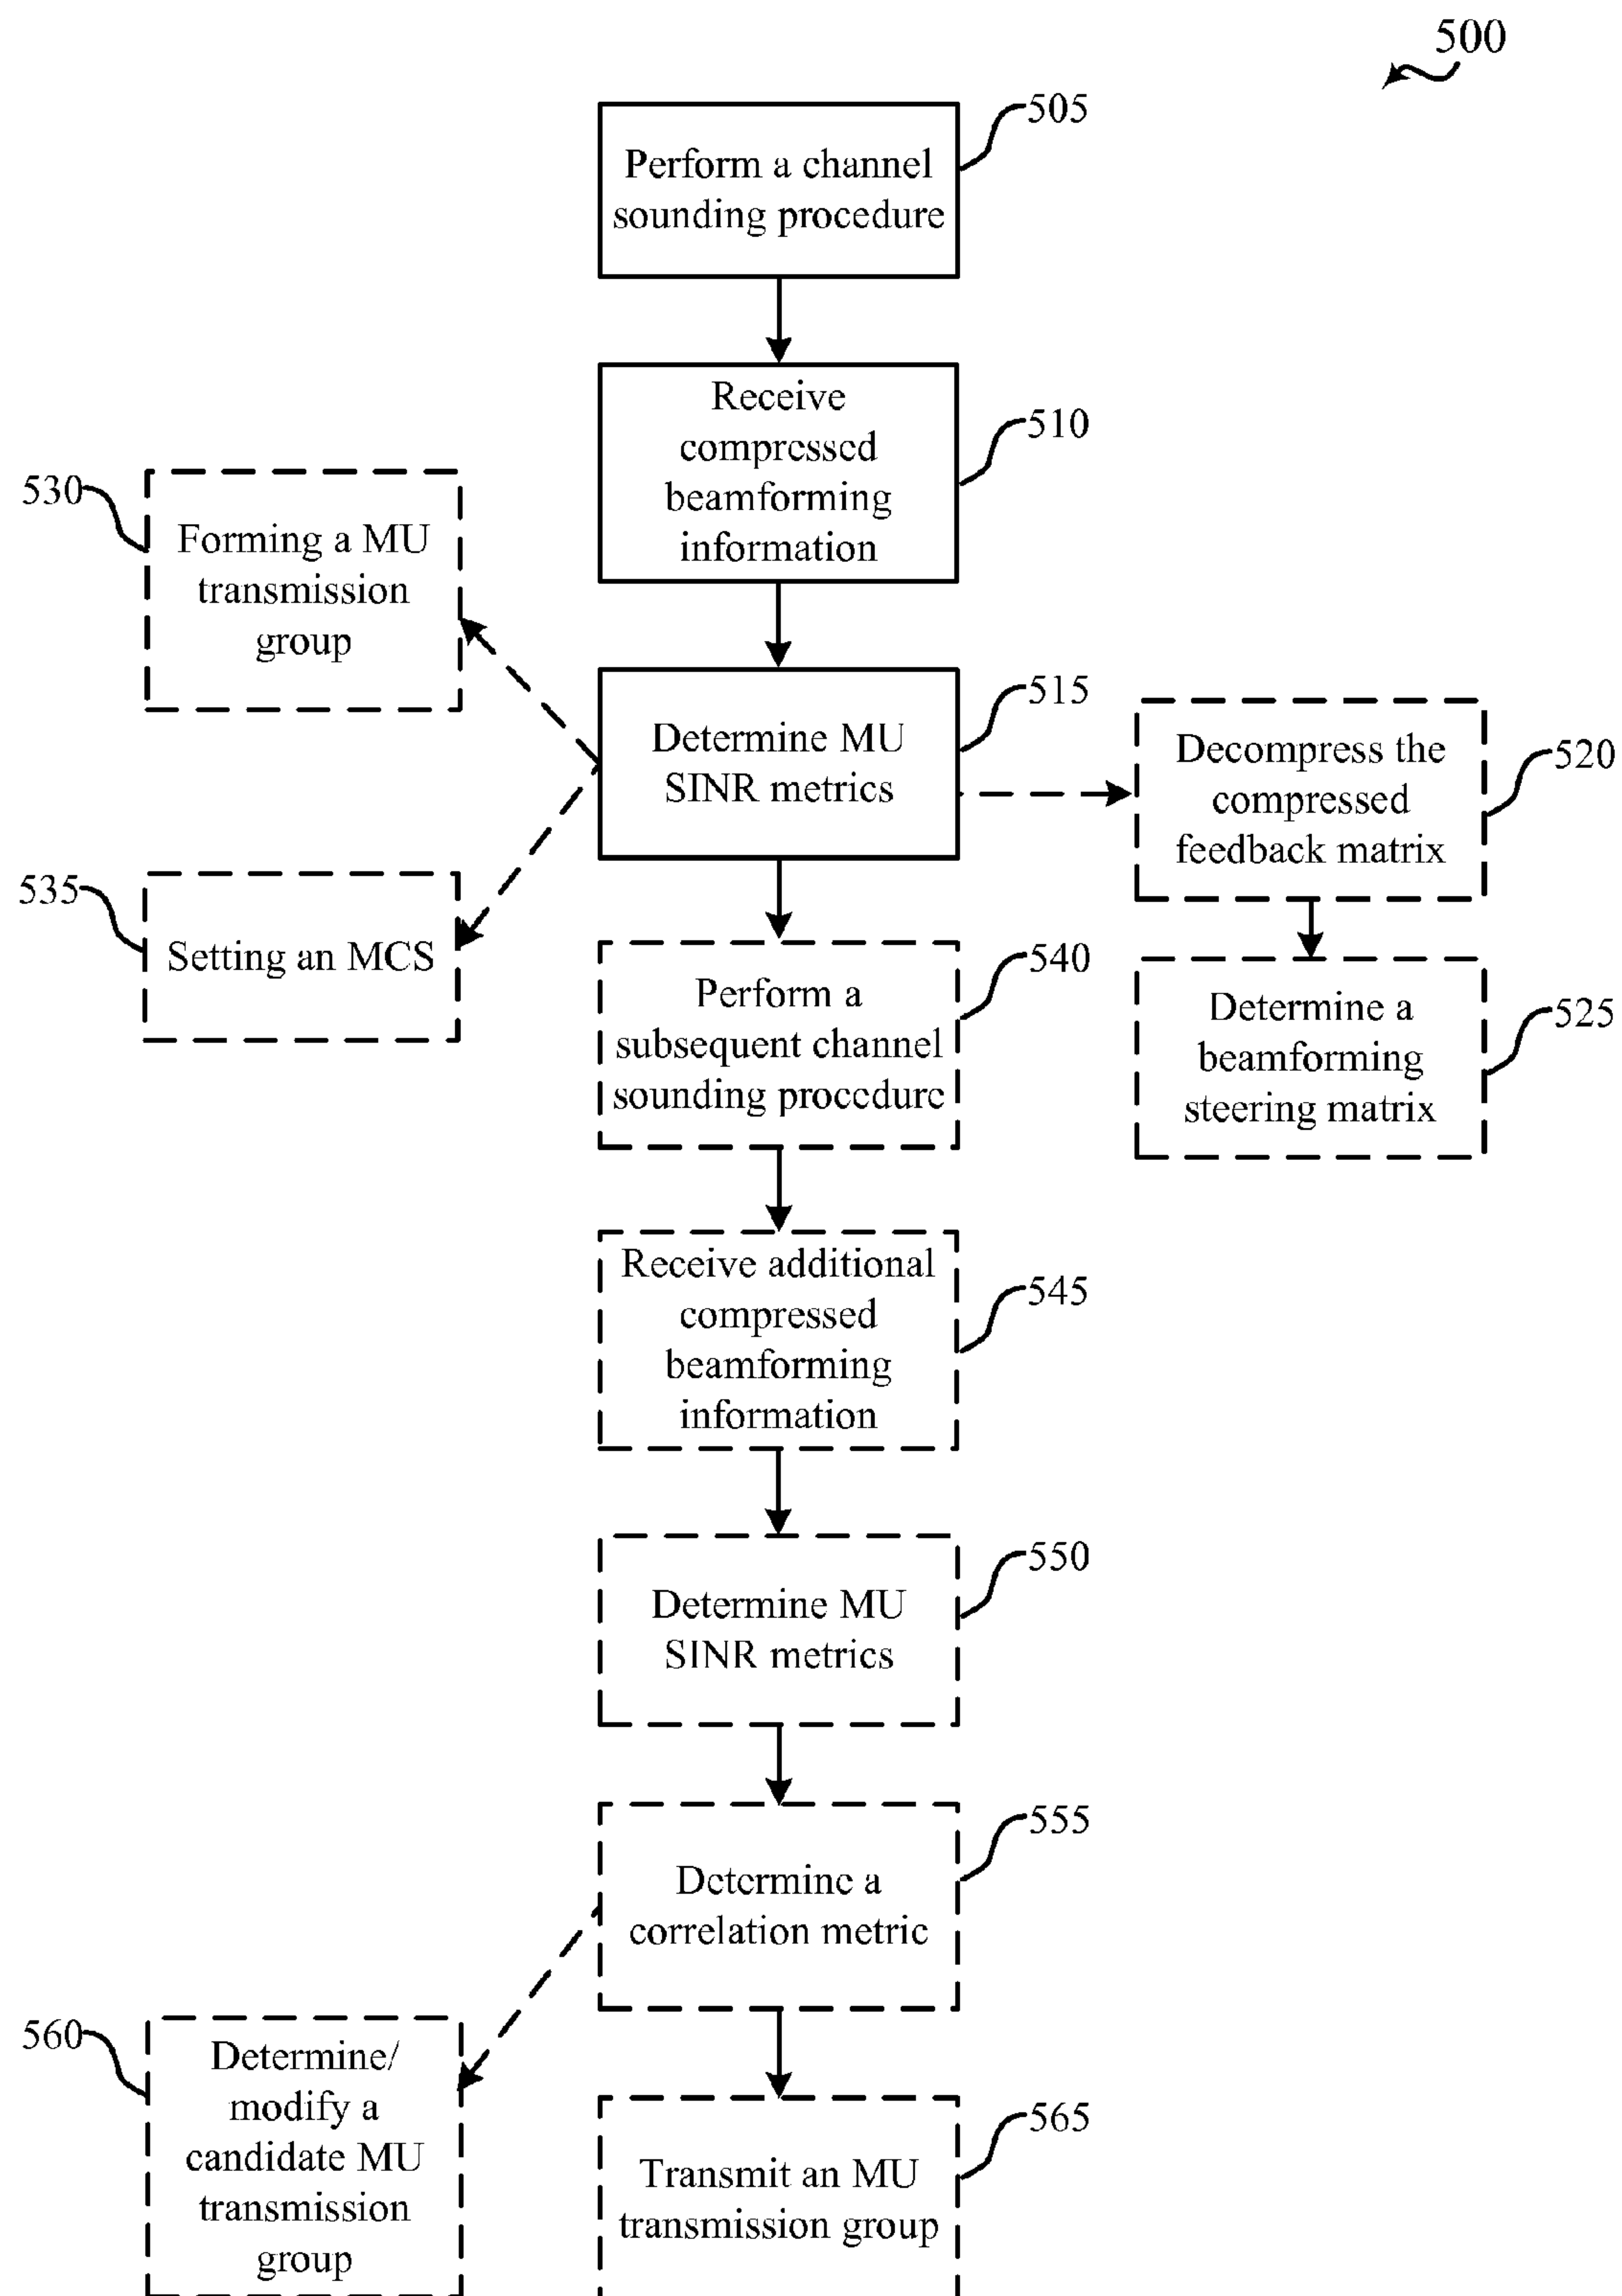 500
505
Perform a channel
sounding procedure
510
Receive
compressed
beamforming
information
530
Forming a MU
transmission
group
515
Determine MU
SINR metrics
520
Decompress the
compressed
feedback matrix
535
Setting an MCS
540
Perform a
subsequent channel
sounding procedure
525
Determine a
beamforming
steering matrix
545
Receive additional
compressed
beamforming
information
550
Determine MU
SINR metrics
555
Determine a
correlation metric
560
Determine/
modify a
candidate MU
transmission
group
565
Transmit an MU
transmission group